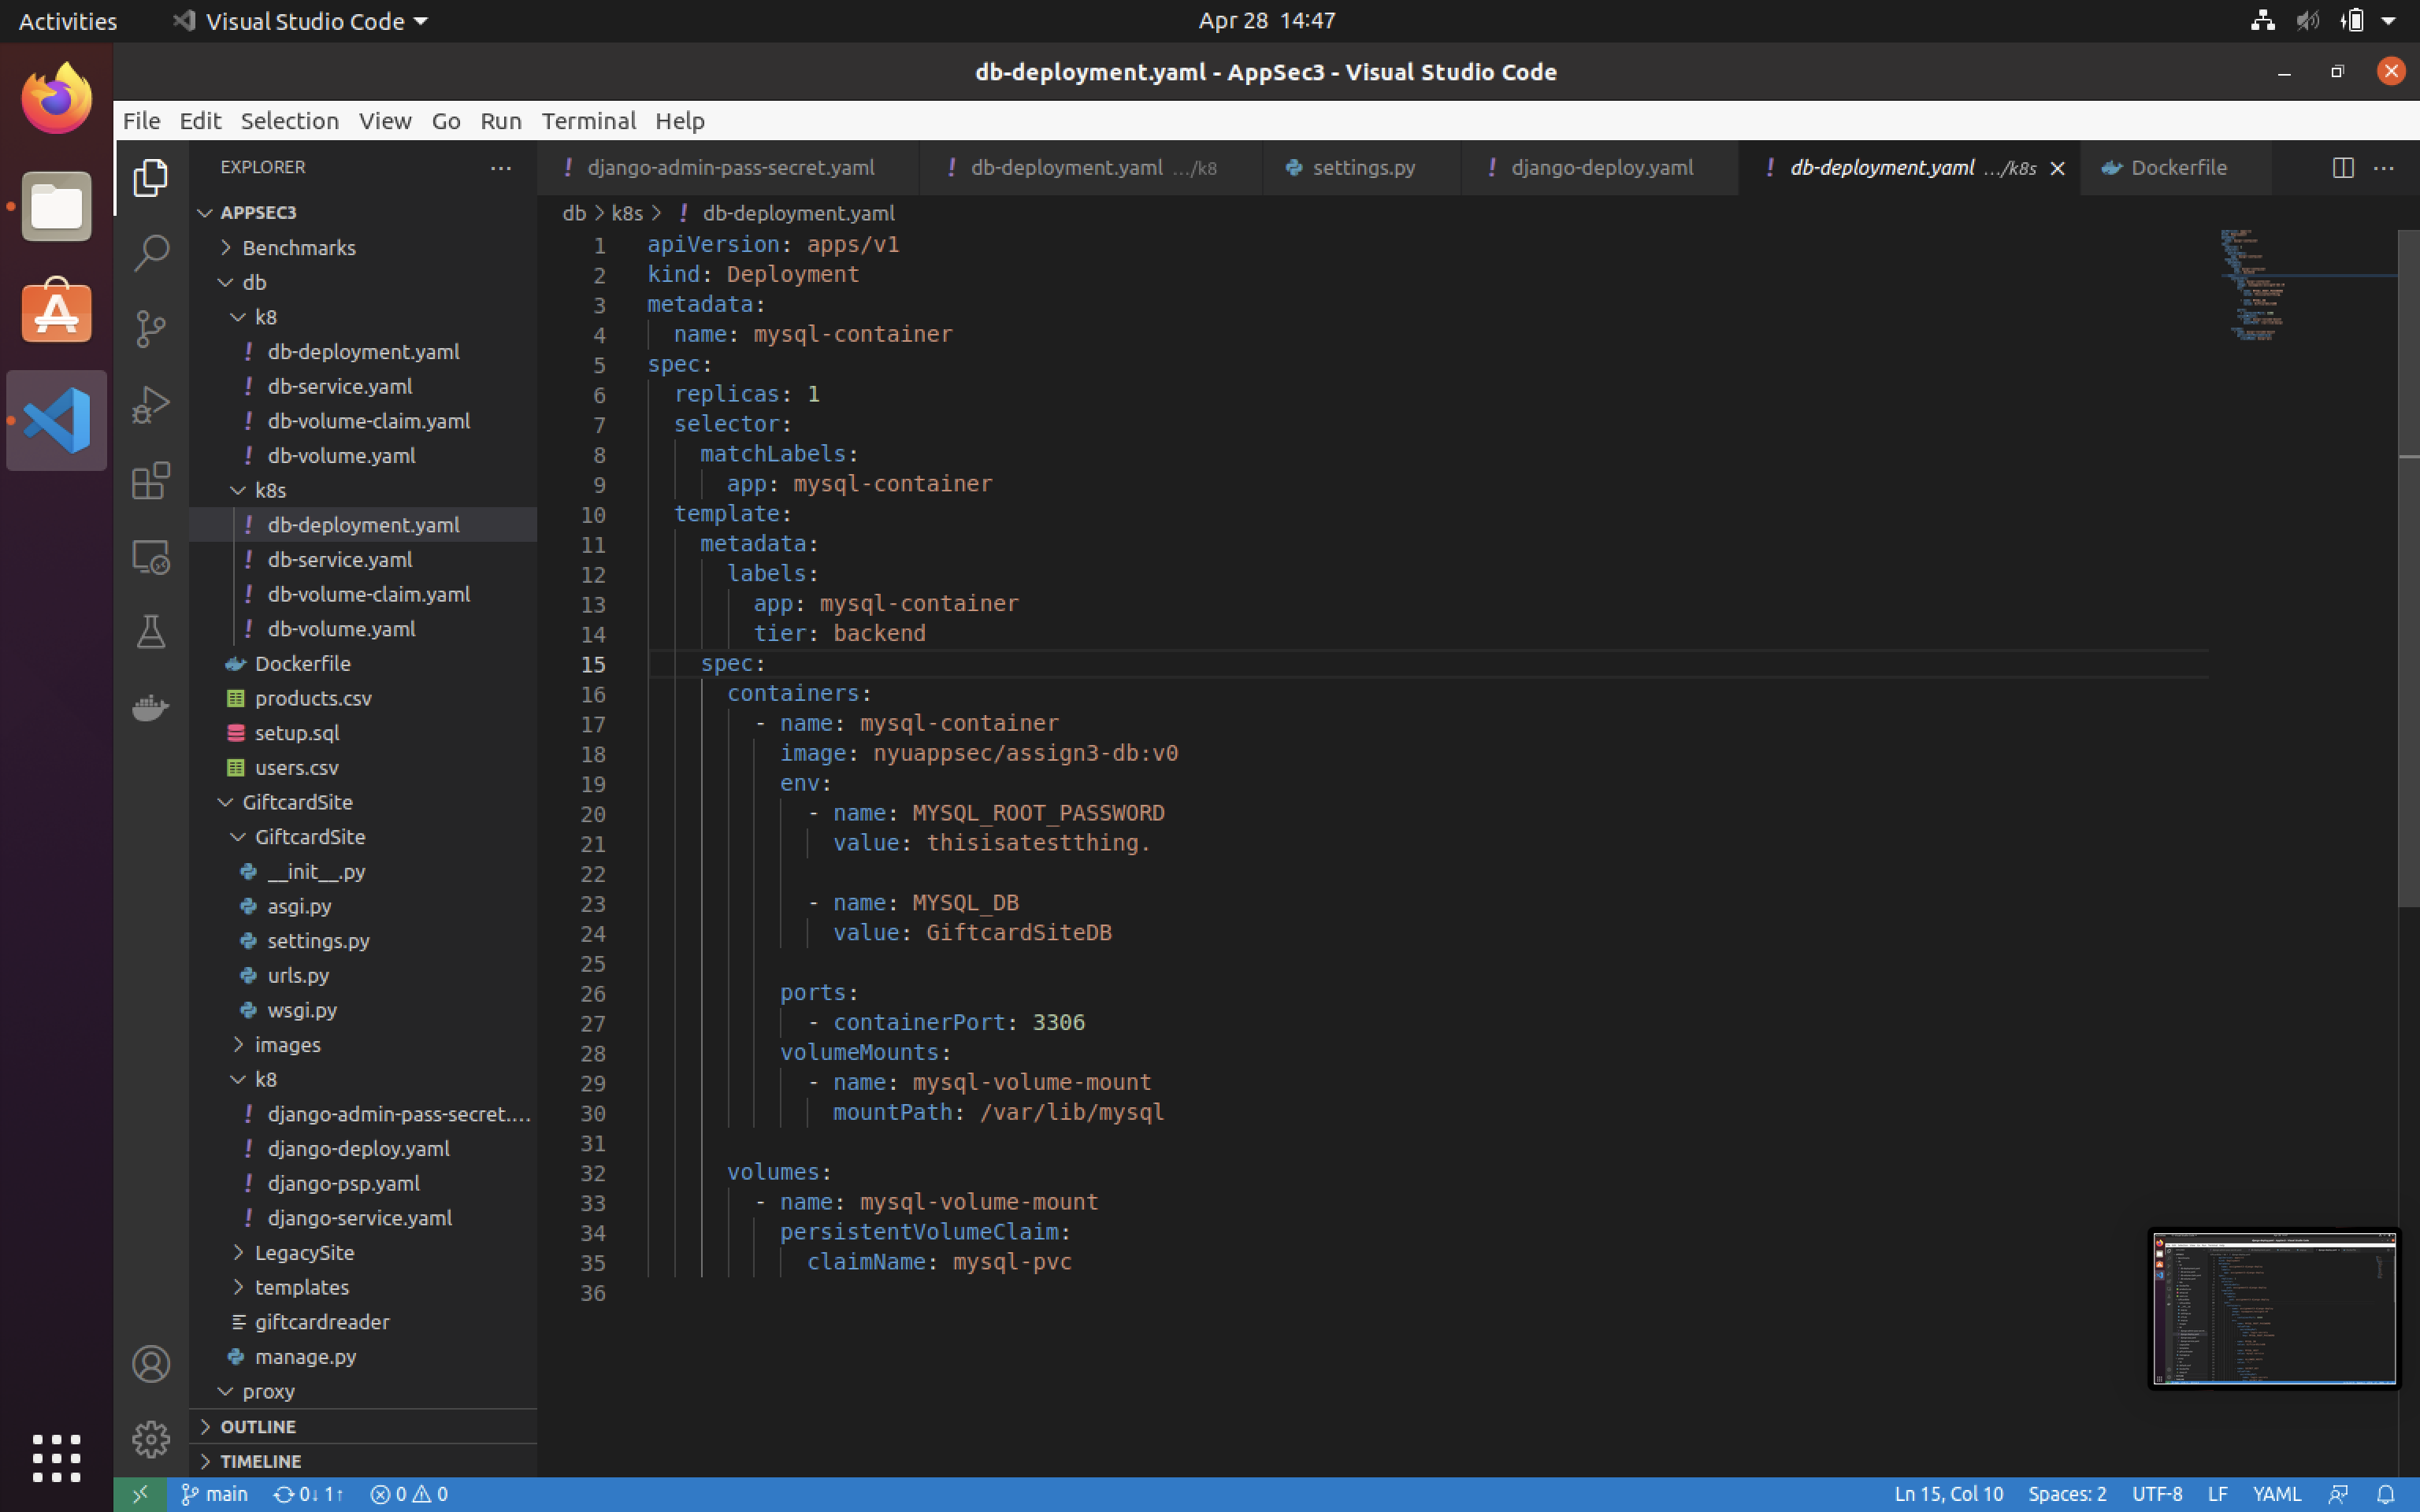 Activities
Visual Studio Code
Apr 28 14:47
db-deployment.yaml - AppSec3 - Visual Studio Code
File Edit Selection View Go Run Terminal Help
EXPLORER
APPSEC3
Benchmarks
db
k8
! db-deployment.yaml
! db-service.yaml
! db-volume-claim.yaml
! db-volume.yaml
k8s
! db-deployment.yaml
! db-service.yaml
! db-volume-claim.yaml
! db-volume.yaml
Dockerfile
products.csv
setup.sql
users.csv
GiftcardSite
GiftcardSite
__init__.py
asgi.py
settings.py
urls.py
wsgi.py
images
k8
! django-admin-pass-secret....
! django-deploy.yaml
! django-psp.yaml
! django-service.yaml
LegacySite
templates
giftcardreader
manage.py
proxy
OUTLINE
TIMELINE
! django-admin-pass-secret.yaml
! db-deployment.yaml .../k8
settings.py
! django-deploy.yaml
! db-deployment.yaml .../k8s
Dockerfile
db > k8s > ! db-deployment.yaml
1 apiVersion: apps/v1
2 kind: Deployment
3 metadata:
4 name: mysql-container
5 spec:
6 replicas: 1
7 selector:
8 matchLabels:
9 app: mysql-container
10 template:
11 metadata:
12 labels:
13 app: mysql-container
14 tier: backend
15 spec:
16 containers:
17 - name: mysql-container
18 image: nyuappsec/assign3-db:v0
19 env:
20 - name: MYSQL_ROOT_PASSWORD
21 value: thisisatestthing.
22
23 - name: MYSQL_DB
24 value: GiftcardSiteDB
25
26 ports:
27 - containerPort: 3306
28 volumeMounts:
29 - name: mysql-volume-mount
30 mountPath: /var/lib/mysql
31
32 volumes:
33 - name: mysql-volume-mount
34 persistentVolumeClaim:
35 claimName: mysql-pvc
36
main 0↓ 1↑ 0 0
Ln 15, Col 10 Spaces: 2 UTF-8 LF YAML